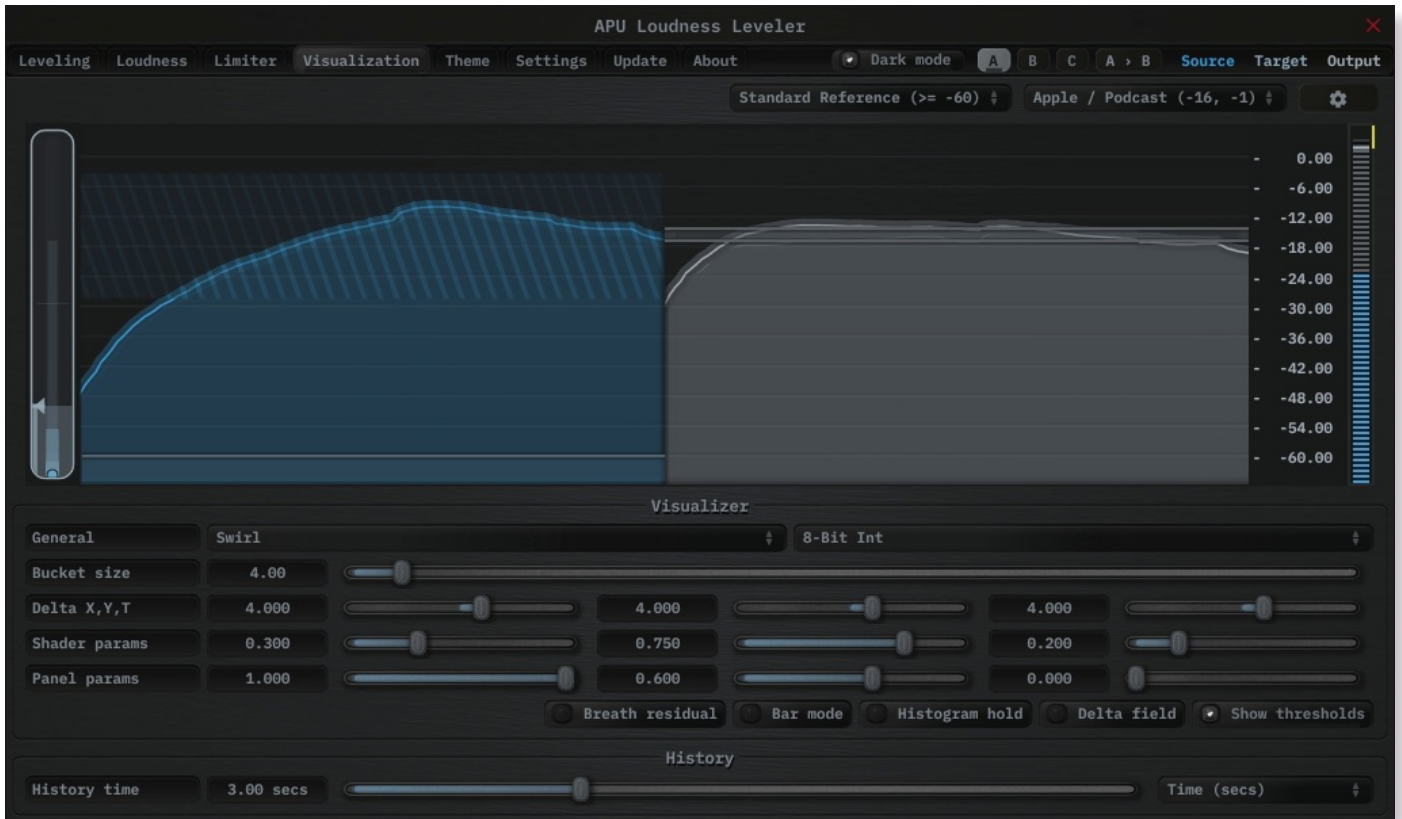 APU Loudness Leveler
Leveling Loudness Limiter Visualization Theme Settings Update About Dark mode A B C A › B Source Target Output
Standard Reference (>= -60) Apple / Podcast (-16, -1)
- 0.00
- -6.00
- -12.00
- -18.00
- -24.00
- -30.00
- -36.00
- -42.00
- -48.00
- -54.00
- -60.00
Visualizer
General Swirl 8-Bit Int
Bucket size 4.00
Delta X,Y,T 4.000 4.000 4.000
Shader params 0.300 0.750 0.200
Panel params 1.000 0.600 0.000
Breath residual Bar mode Histogram hold Delta field Show thresholds
History
History time 3.00 secs Time (secs)